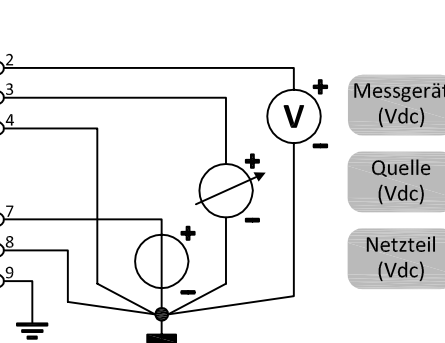 2
3
4
7
8
9
+
V
−
+
−
+
−
Messgerät
(Vdc)
Quelle
(Vdc)
Netzteil
(Vdc)